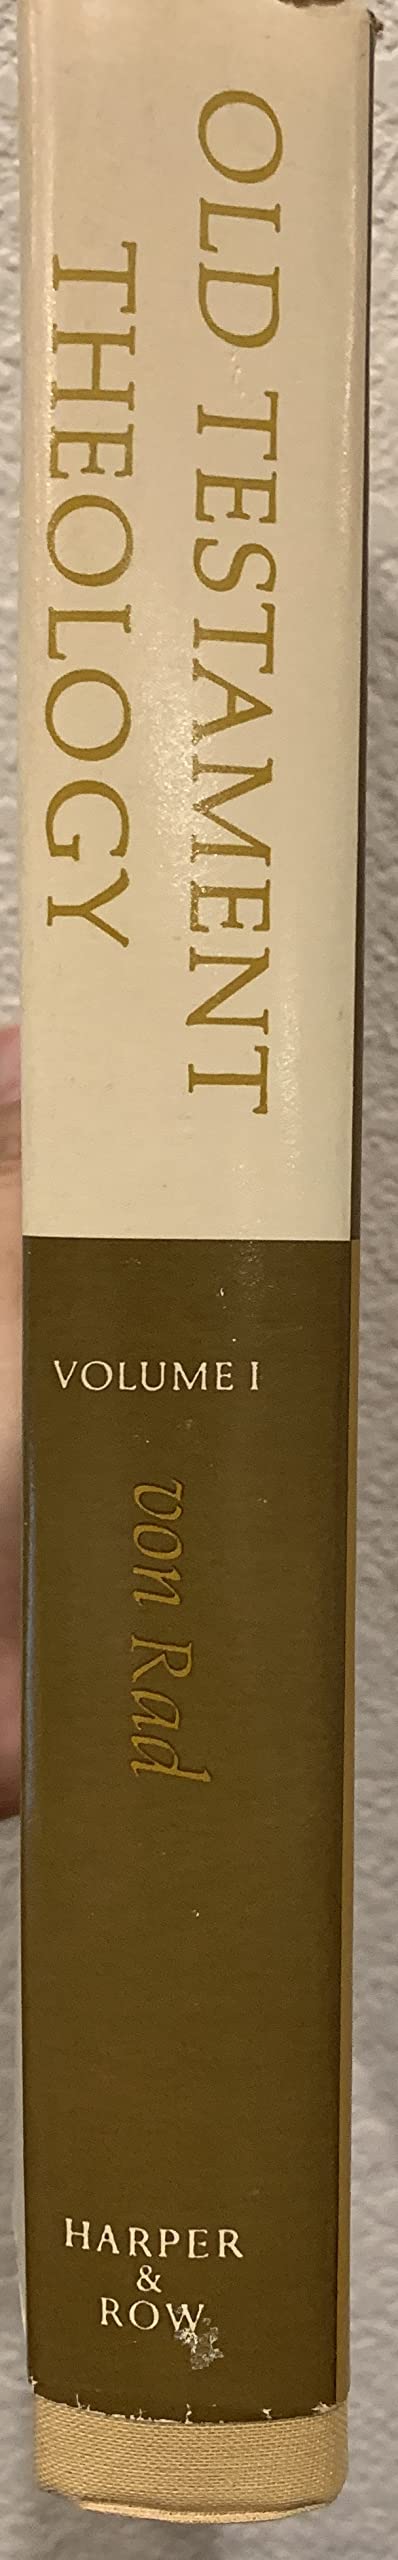 OLD TESTAMENT
THEOLOGY
VOLUME I
von Rad
HARPER
&
ROW